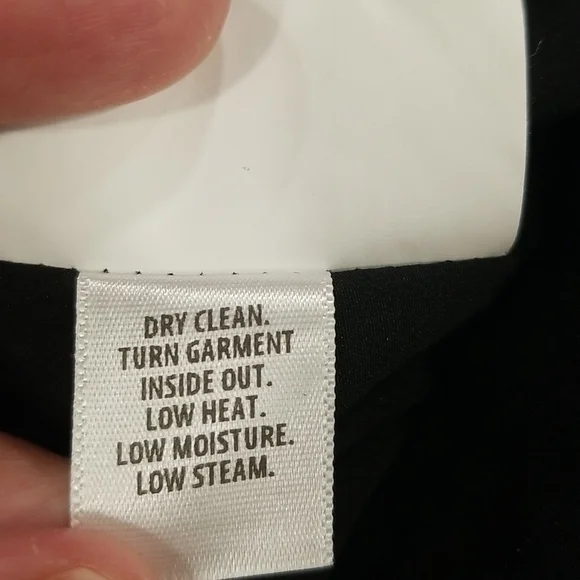 DRY CLEAN.
TURN GARMENT
INSIDE OUT.
LOW HEAT.
LOW MOISTURE.
LOW STEAM.